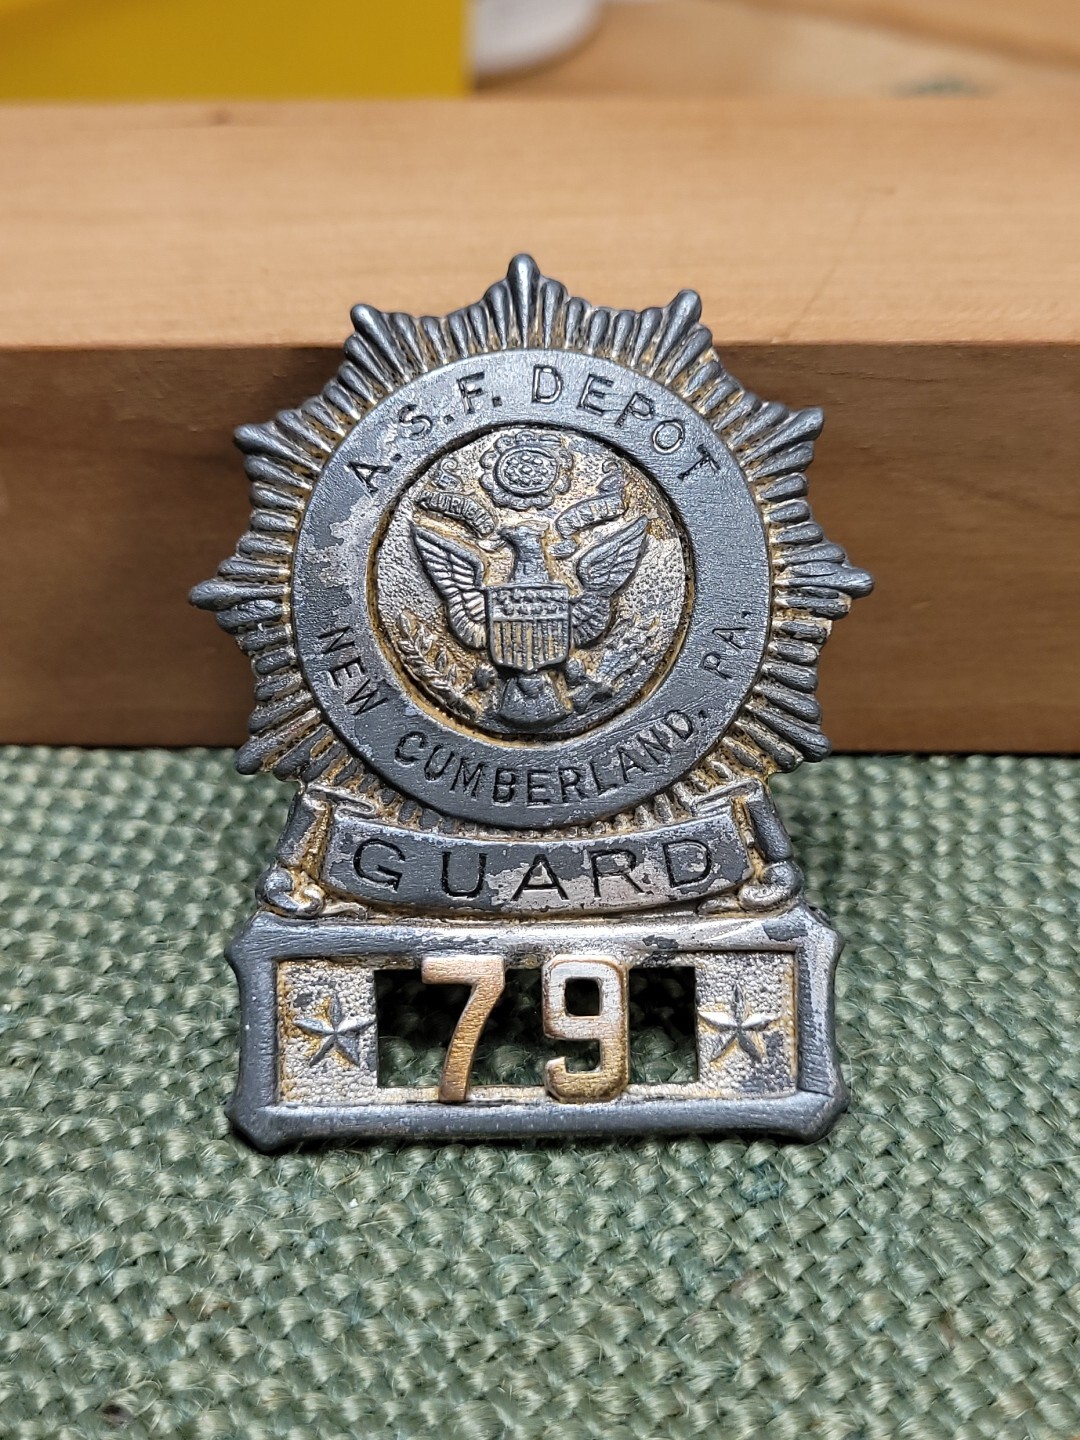 A.S.F. DEPOT
NEW CUMBERLAND, PA.
GUARD
79